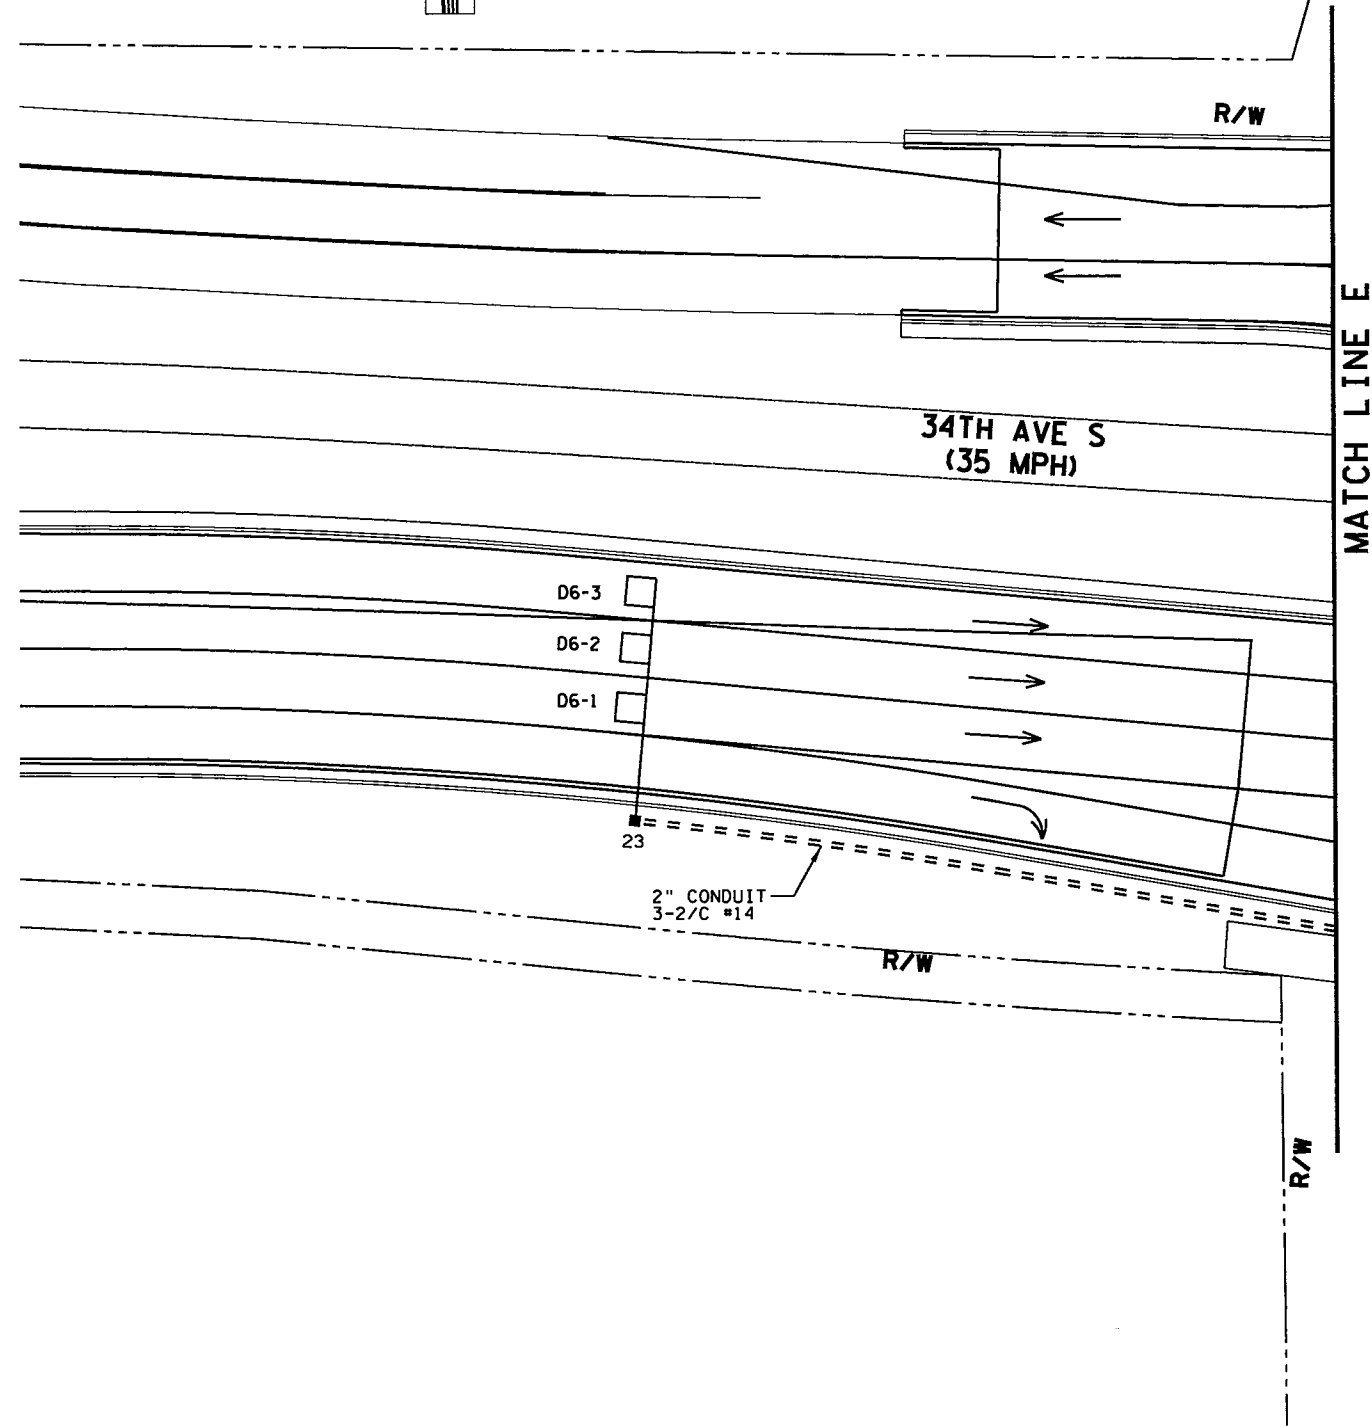 R/W
MATCH LINE E
34TH AVE S
(35 MPH)
D6-3
D6-2
D6-1
23
2" CONDUIT
3-2/C #14
R/W
R/W